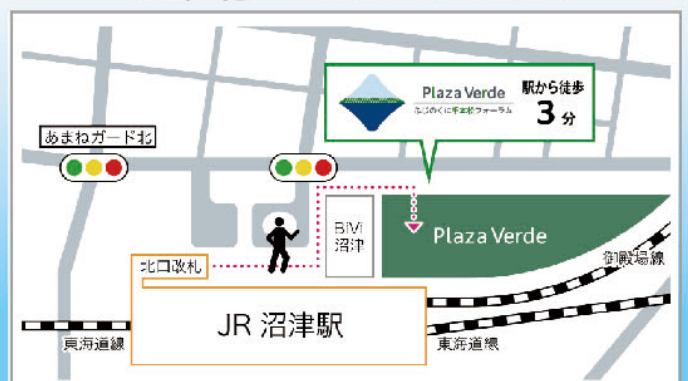 Plaza Verde
ふじのくに千本松フォーラム
駅から徒歩
3分
あまねガード北
BiVi
沼津
Plaza Verde
北口改札
御殿場線
JR 沼津駅
東海道線
東海道線